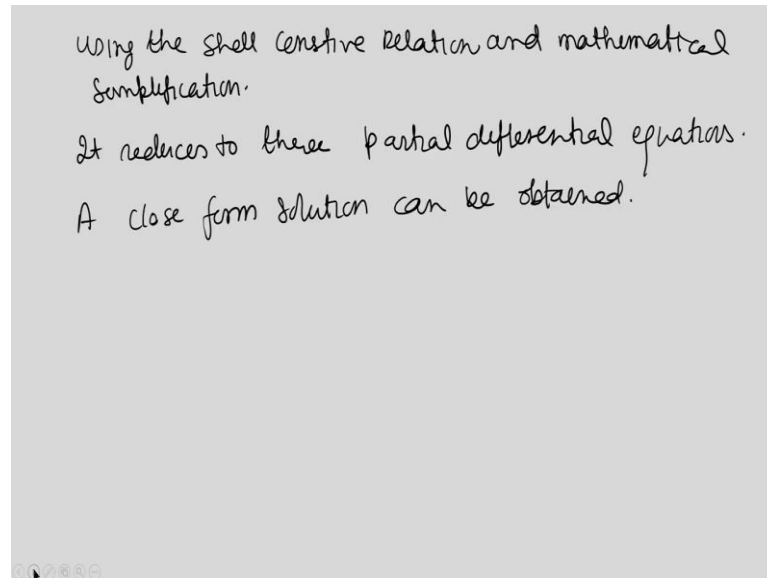 using the shell censtive relation and mathematical
simplification.
It reduces to three partial differential equations.
A close form solution can be obtained.